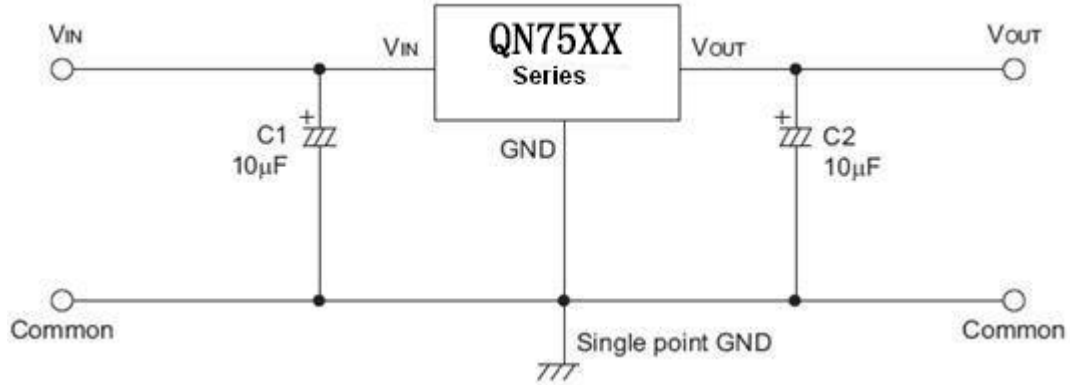 VIN
VIN
QN75XX
Series
VOUT
VOUT
+
C1
10μF
GND
+
C2
10μF
Common
Single point GND
Common